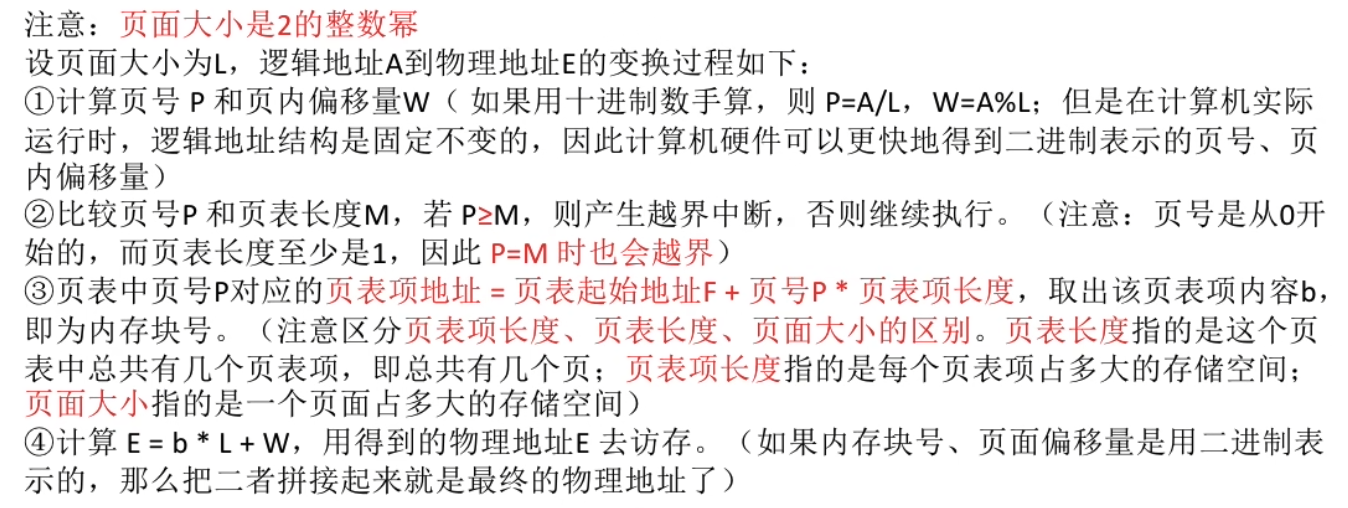 注意：页面大小是2的整数幂
设页面大小为L，逻辑地址A到物理地址E的变换过程如下：
①计算页号 P 和页内偏移量W（ 如果用十进制数手算，则 P=A/L，W=A%L；但是在计算机实际
运行时，逻辑地址结构是固定不变的，因此计算机硬件可以更快地得到二进制表示的页号、页
内偏移量）
②比较页号P 和页表长度M，若 P≥M，则产生越界中断，否则继续执行。（注意：页号是从0开
始的，而页表长度至少是1，因此 P=M 时也会越界）
③页表中页号P对应的页表项地址 = 页表起始地址F + 页号P * 页表项长度，取出该页表项内容b，
即为内存块号。（注意区分页表项长度、页表长度、页面大小的区别。页表长度指的是这个页
表中总共有几个页表项，即总共有几个页；页表项长度指的是每个页表项占多大的存储空间；
页面大小指的是一个页面占多大的存储空间）
④计算 E = b * L + W，用得到的物理地址E 去访存。（如果内存块号、页面偏移量是用二进制表
示的，那么把二者拼接起来就是最终的物理地址了）